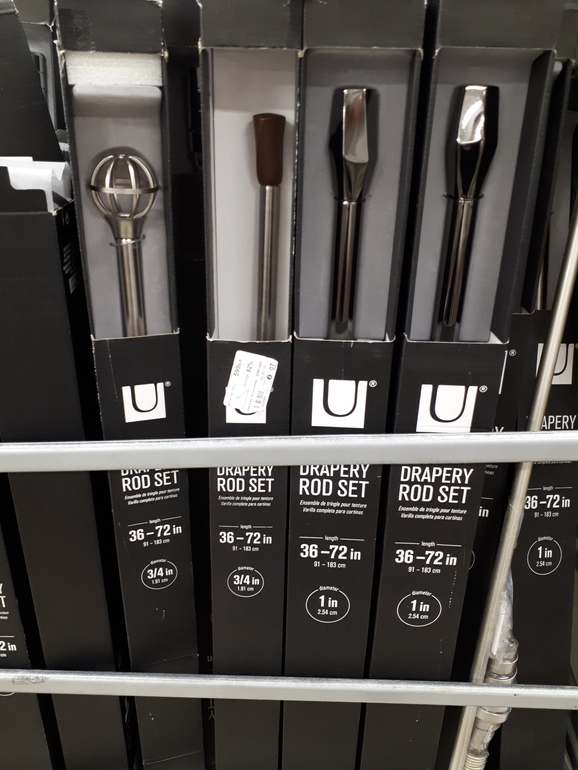 U®
DRAPERY
ROD SET
Ensemble de tringle pour tenture
Varilla completa para cortinas
length
36–72 in
91 - 183 cm
diameter
3/4 in
1.91 cm
DRAPERY
ROD SET
Ensemble de tringle pour tenture
Varilla completa para cortinas
length
36–72 in
91 - 183 cm
diameter
3/4 in
1.91 cm
U®
DRAPERY
ROD SET
Ensemble de tringle pour tenture
Varilla completa para cortinas
length
36–72 in
91 - 183 cm
diameter
1 in
2.54 cm
U®
DRAPERY
ROD SET
Ensemble de tringle pour tenture
Varilla completa para cortinas
length
36–72 in
91 - 183 cm
diameter
1 in
2.54 cm
U®
APERY
36–72 in
91 - 183 cm
diameter
1 in
2.54 cm
in
T
2 in